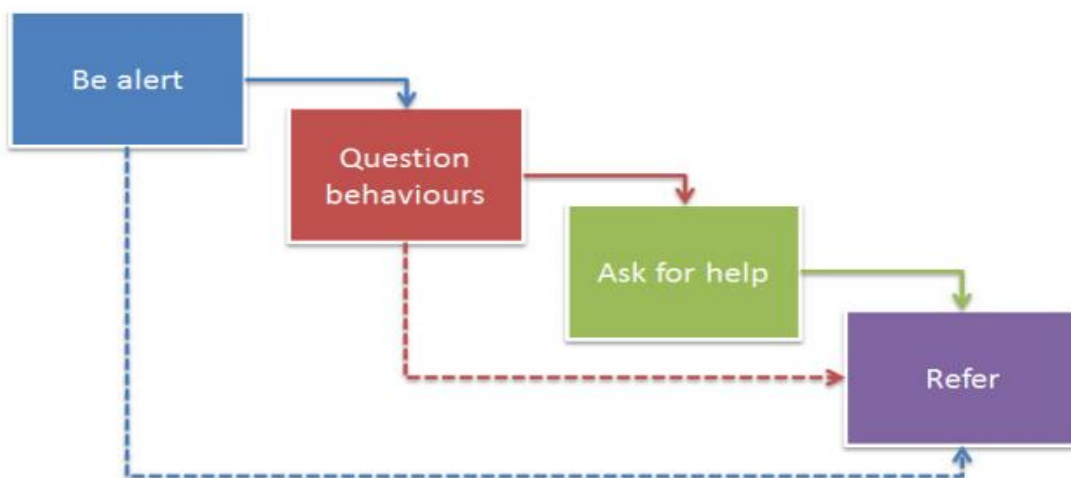 Be alert
Question
behaviours
Ask for help
Refer